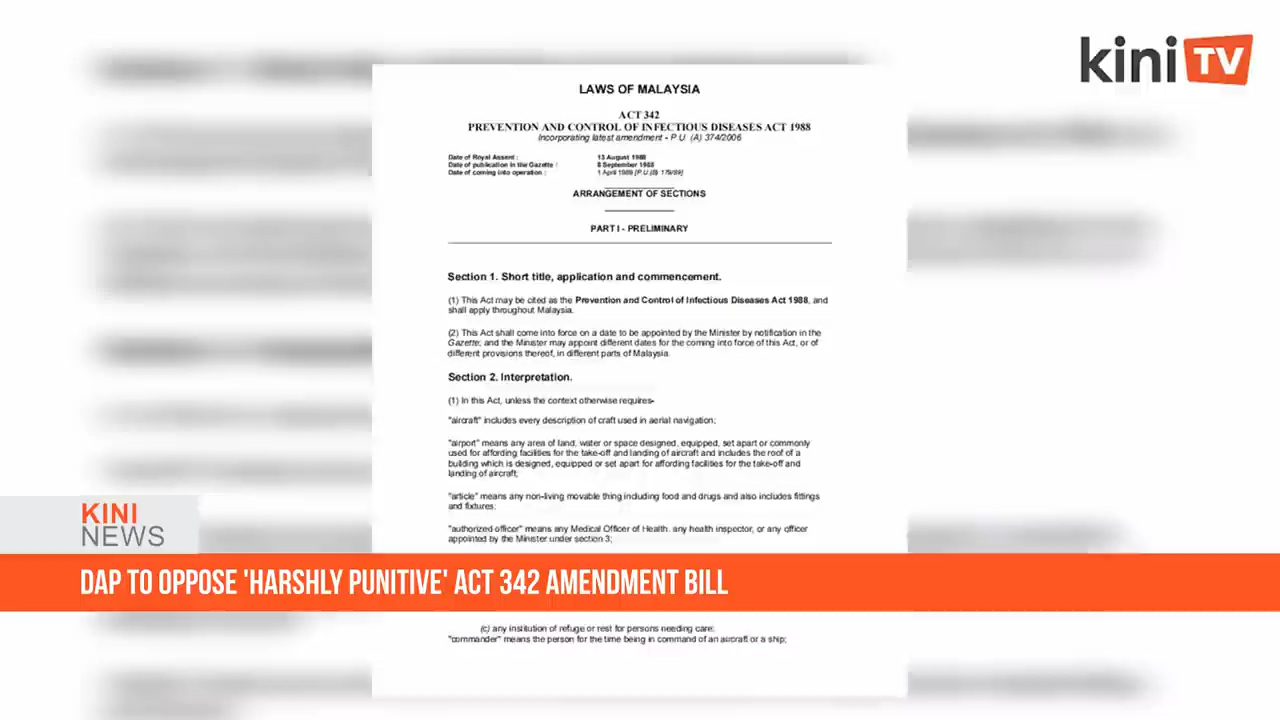 kini TV
LAWS OF MALAYSIA
ACT 342
PREVENTION AND CONTROL OF INFECTIOUS DISEASES ACT 1988
Incorporating latest amendment - P.U. (A) 374/2006
Date of Royal Assent : 13 August 1988
Date of publication in the Gazette : 8 September 1988
Date of coming into operation : 1 April 1989 [P.U.(B) 179/89]
ARRANGEMENT OF SECTIONS
PART I - PRELIMINARY
Section 1. Short title, application and commencement.
(1) This Act may be cited as the Prevention and Control of Infectious Diseases Act 1988, and
shall apply throughout Malaysia.
(2) This Act shall come into force on a date to be appointed by the Minister by notification in the
Gazette; and the Minister may appoint different dates for the coming into force of this Act, or of
different provisions thereof, in different parts of Malaysia.
Section 2. Interpretation.
(1) In this Act, unless the context otherwise requires-
"aircraft" includes every description of craft used in aerial navigation;
"airport" means any area of land, water or space designed, equipped, set apart or commonly
used for affording facilities for the take-off and landing of aircraft and includes the roof of a
building which is designed, equipped or set apart for affording facilities for the take-off and
landing of aircraft;
"article" means any non-living movable thing including food and drugs and also includes fittings
and fixtures;
"authorized officer" means any Medical Officer of Health, any health inspector, or any officer
appointed by the Minister under section 3;
KINI
NEWS
DAP TO OPPOSE 'HARSHLY PUNITIVE' ACT 342 AMENDMENT BILL
(c) any institution of refuge or rest for persons needing care;
"commander" means the person for the time being in command of an aircraft or a ship;